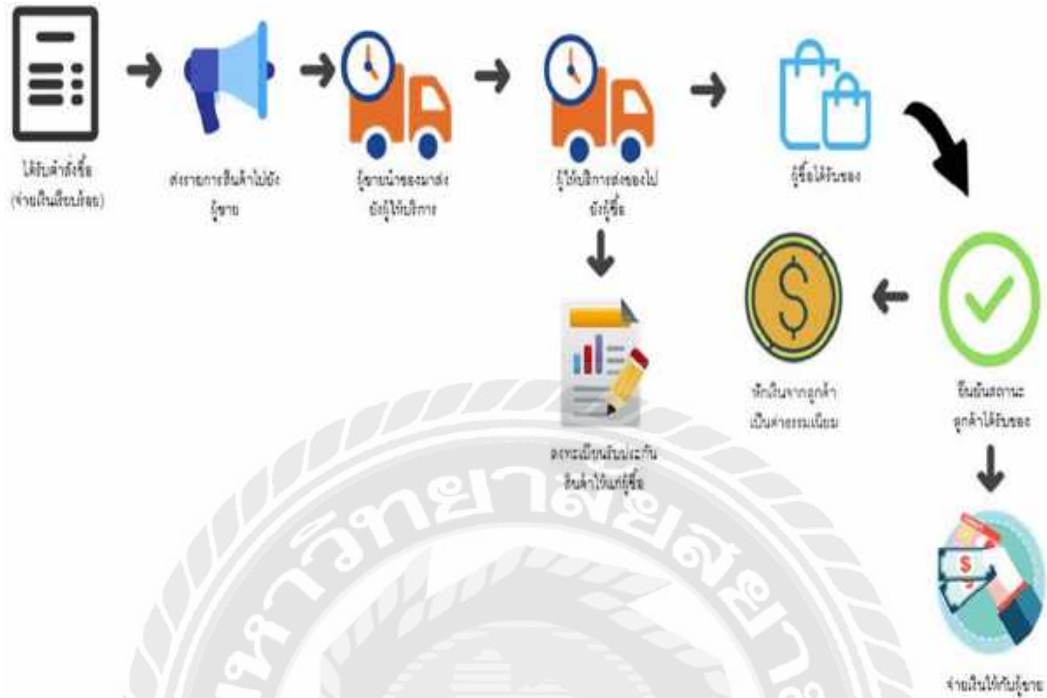 ได้รับคำสั่งซื้อ
(จ่ายเงินเรียบร้อย)
ส่งรายการสินค้าไปยัง
ผู้ขาย
ผู้ขายนำของมาส่ง
ยังผู้ให้บริการ
ผู้ให้บริการส่งของไป
ยังผู้ซื้อ
ผู้ซื้อได้รับของ
ลงทะเบียนรับประกัน
สินค้าให้แก่ผู้ซื้อ
หักเงินจากลูกค้า
เป็นค่าธรรมเนียม
ยืนยันสถานะ
ลูกค้าได้รับของ
จ่ายเงินให้กับผู้ขาย